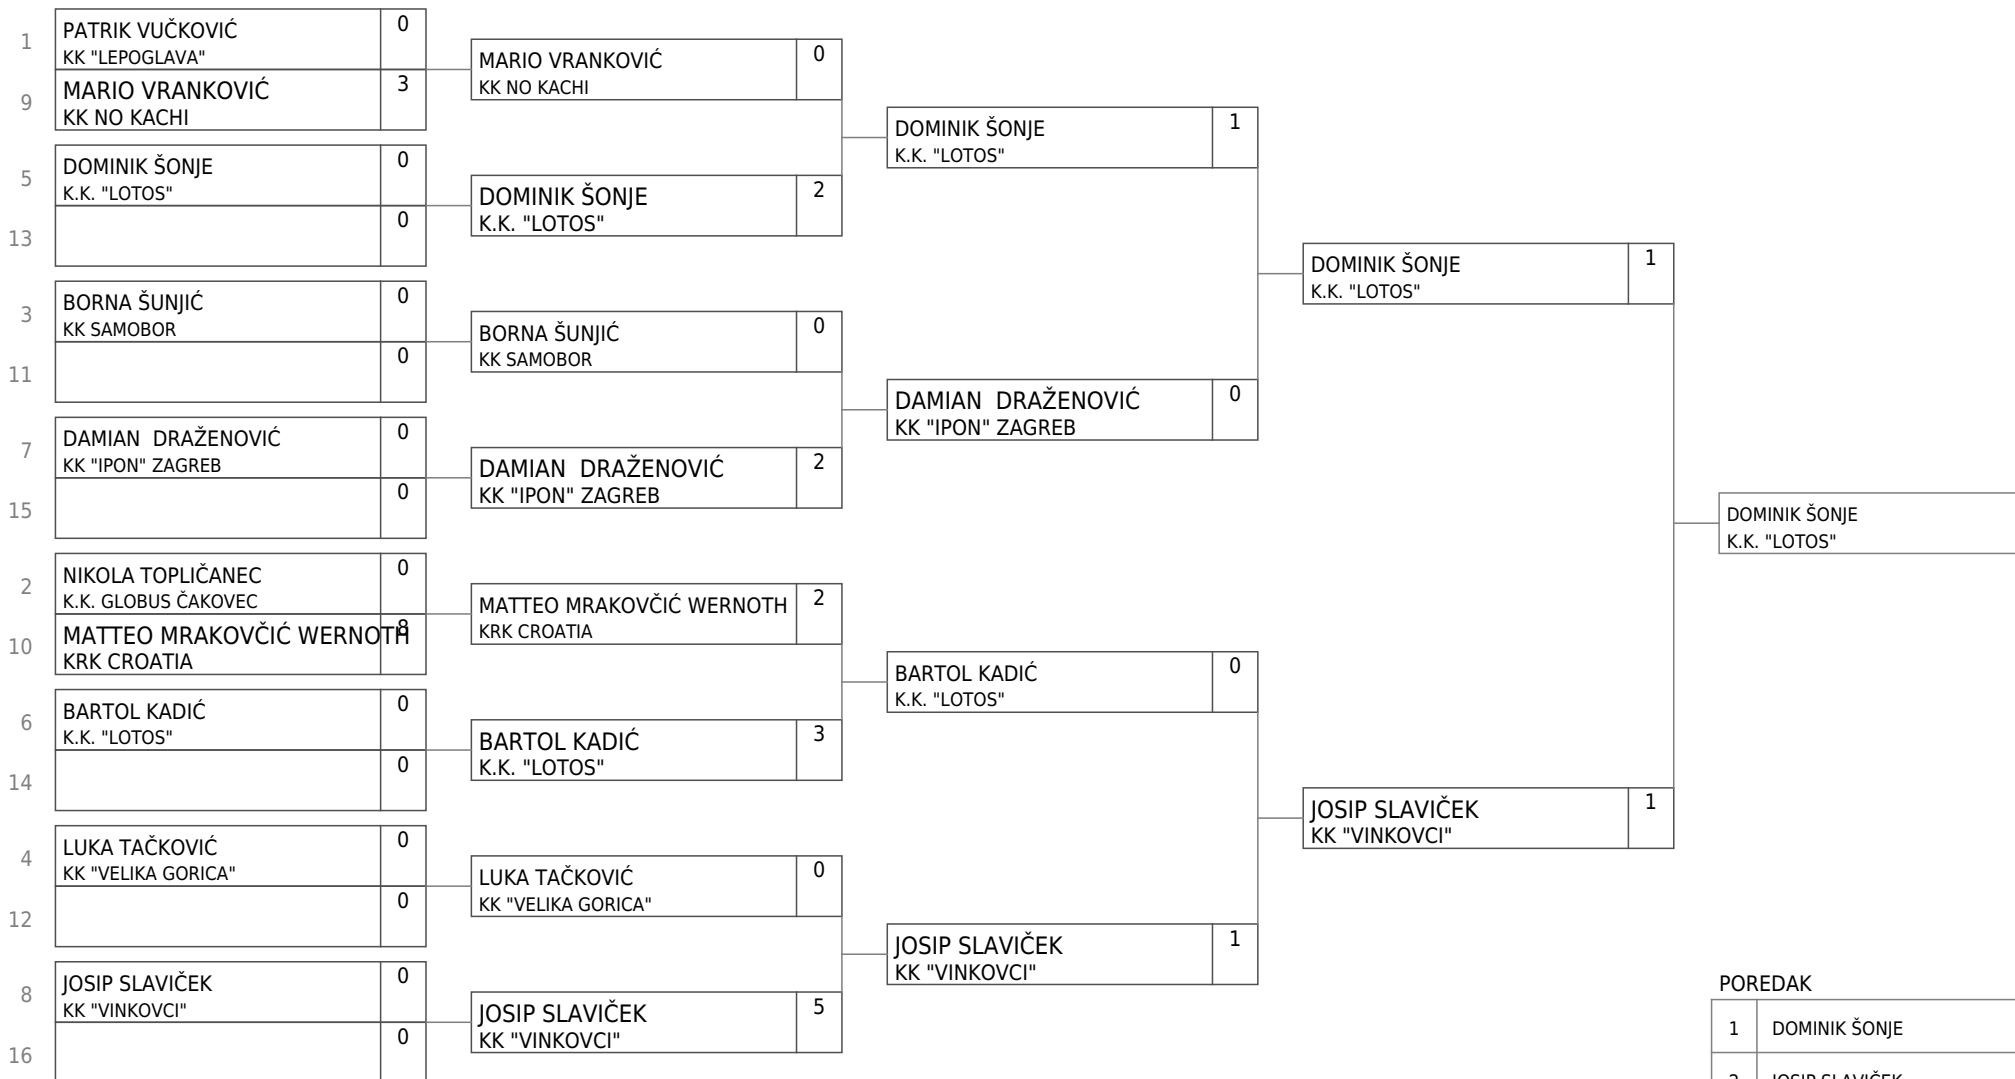 1
PATRIK VUČKOVIĆ
0
KK "LEPOGLAVA"
9
MARIO VRANKOVIĆ
3
KK NO KACHI
5
DOMINIK ŠONJE
0
K.K. "LOTOS"
13
0
3
BORNA ŠUNJIĆ
0
KK SAMOBOR
11
0
7
DAMIAN  DRAŽENOVIĆ
0
KK "IPON" ZAGREB
15
0
2
NIKOLA TOPLIČANEC
0
K.K. GLOBUS ČAKOVEC
10
MATTEO MRAKOVČIĆ WERNOTH
8
KRK CROATIA
6
BARTOL KADIĆ
0
K.K. "LOTOS"
14
0
4
LUKA TAČKOVIĆ
0
KK "VELIKA GORICA"
12
0
8
JOSIP SLAVIČEK
0
KK "VINKOVCI"
16
0
MARIO VRANKOVIĆ
0
KK NO KACHI
DOMINIK ŠONJE
2
K.K. "LOTOS"
BORNA ŠUNJIĆ
0
KK SAMOBOR
DAMIAN  DRAŽENOVIĆ
2
KK "IPON" ZAGREB
MATTEO MRAKOVČIĆ WERNOTH
2
KRK CROATIA
BARTOL KADIĆ
3
K.K. "LOTOS"
LUKA TAČKOVIĆ
0
KK "VELIKA GORICA"
JOSIP SLAVIČEK
5
KK "VINKOVCI"
DOMINIK ŠONJE
1
K.K. "LOTOS"
DAMIAN  DRAŽENOVIĆ
0
KK "IPON" ZAGREB
BARTOL KADIĆ
0
K.K. "LOTOS"
JOSIP SLAVIČEK
1
KK "VINKOVCI"
DOMINIK ŠONJE
1
K.K. "LOTOS"
JOSIP SLAVIČEK
1
KK "VINKOVCI"
DOMINIK ŠONJE
K.K. "LOTOS"
POREDAK
1 DOMINIK ŠONJE
2 JOSIP SLAVIČEK